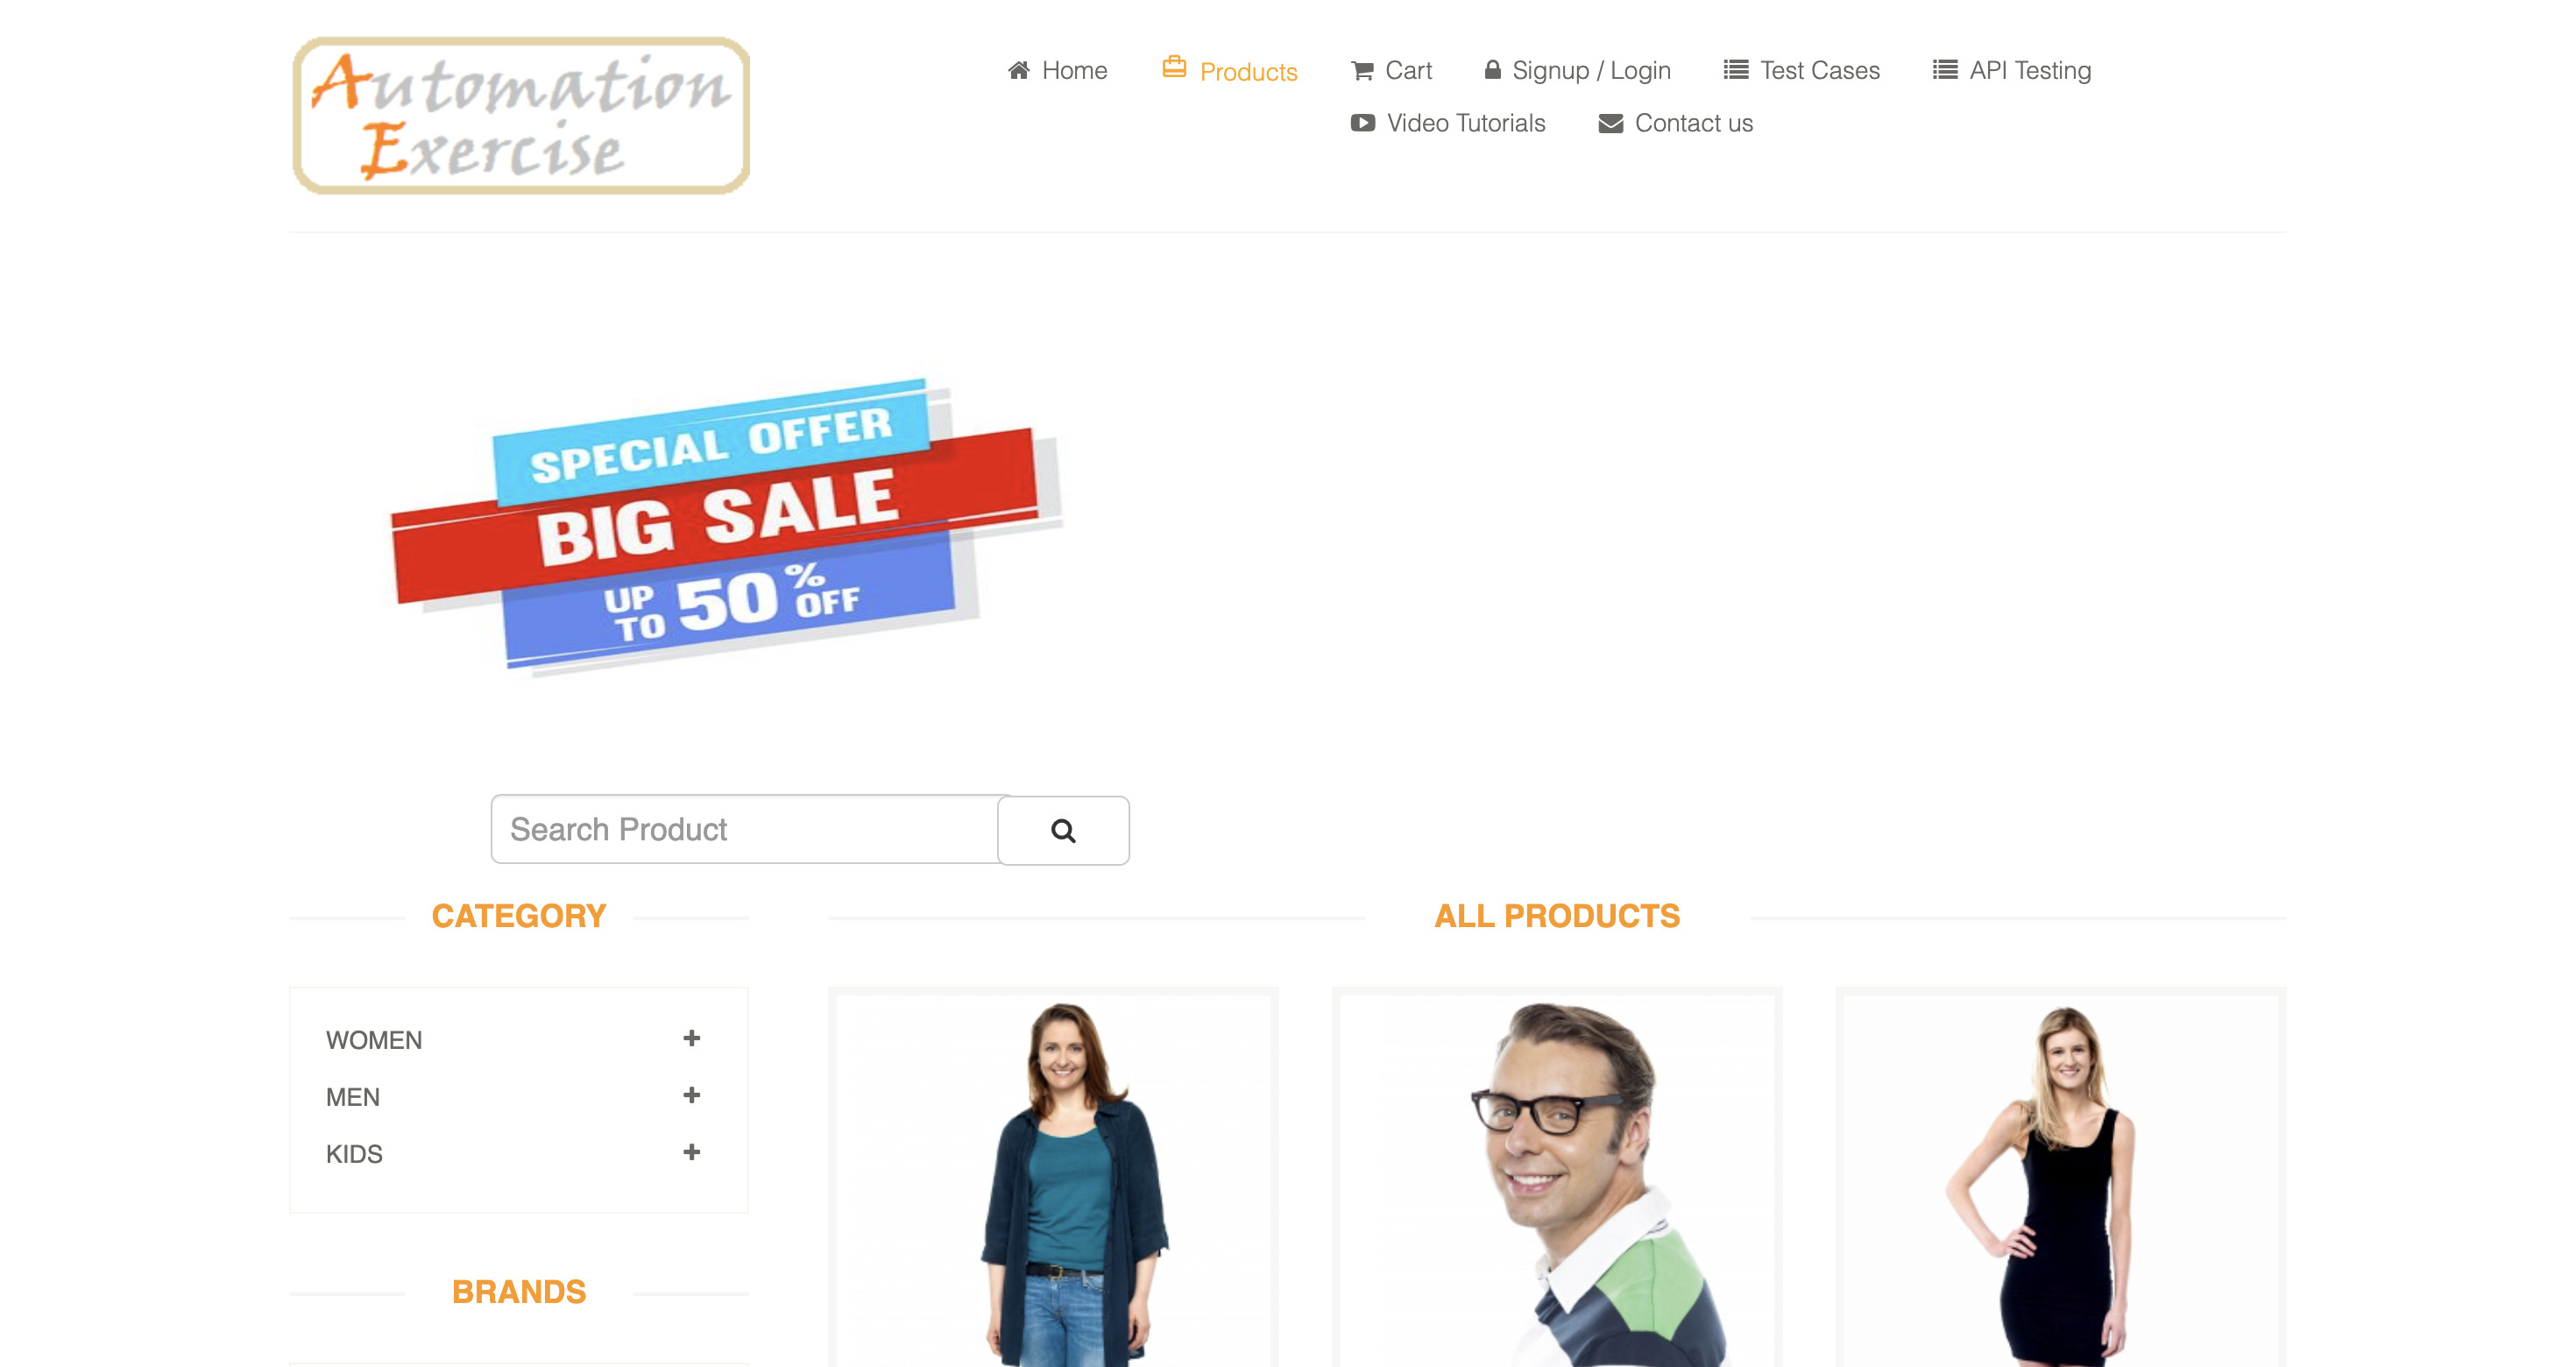 Automation
Exercise
Home
Products
Cart
Signup / Login
Test Cases
API Testing
Video Tutorials
Contact us
SPECIAL OFFER
BIG SALE
UP TO 50% OFF
Search Product
CATEGORY
WOMEN
MEN
KIDS
BRANDS
ALL PRODUCTS